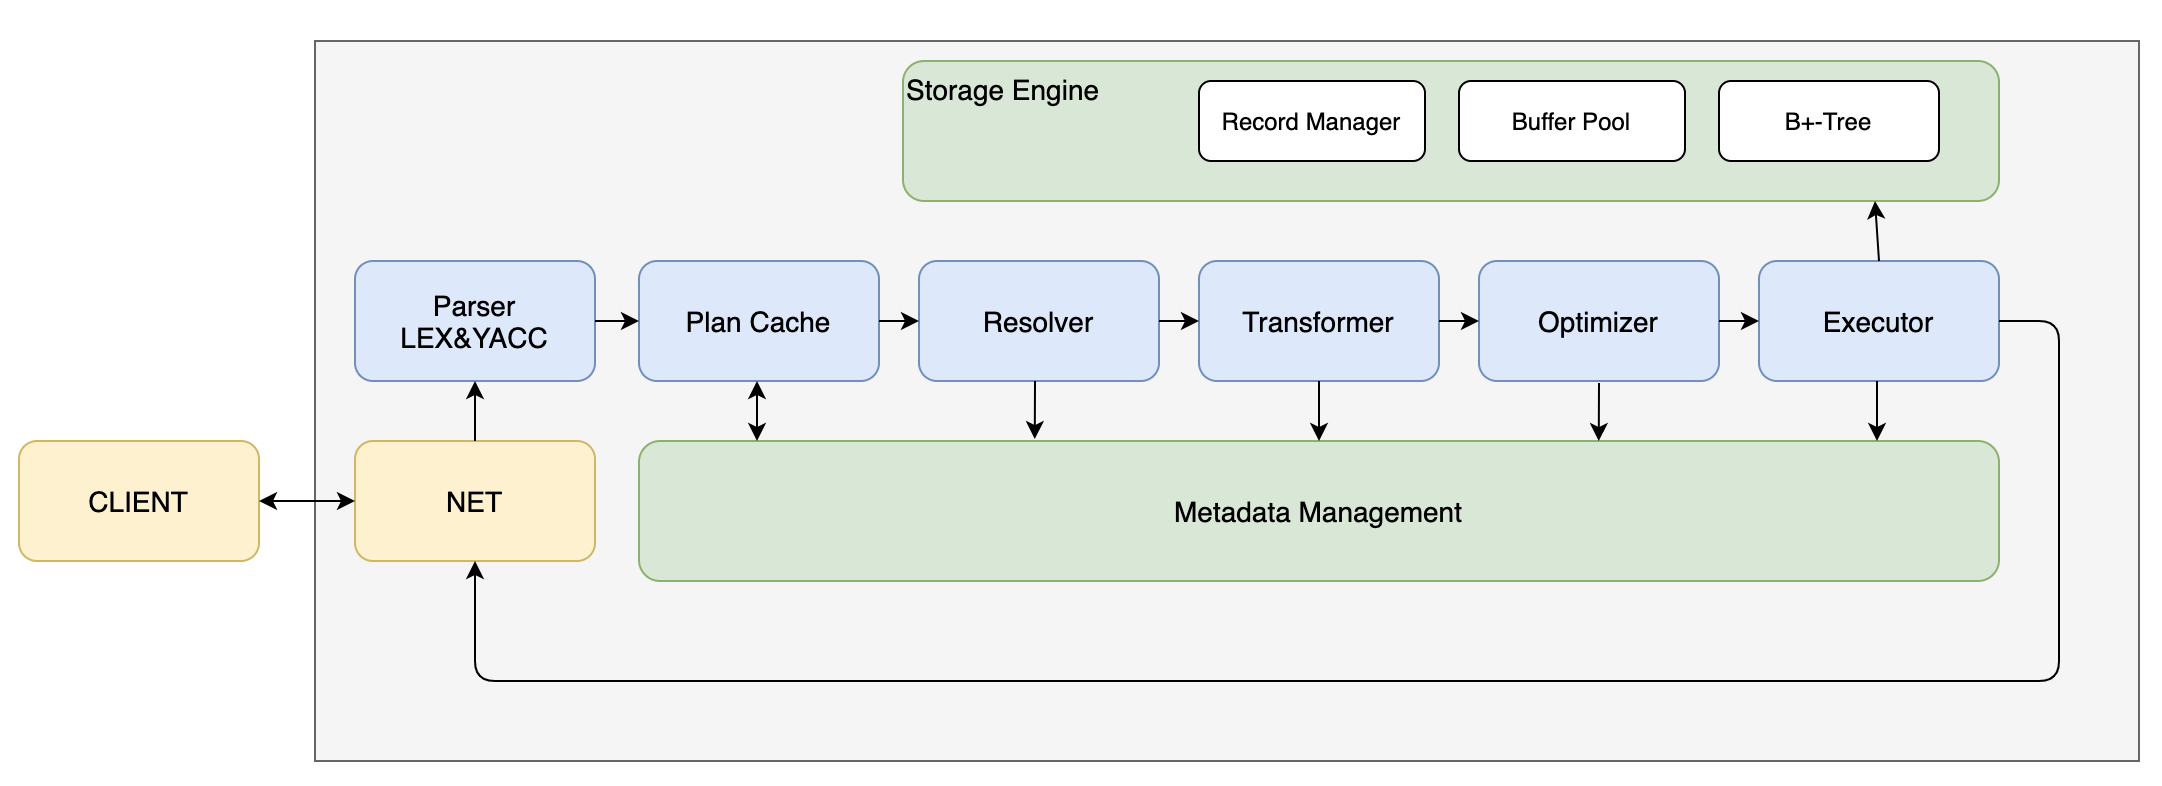 Storage Engine
Record Manager
Buffer Pool
B+-Tree
Parser
LEX&YACC
Plan Cache
Resolver
Transformer
Optimizer
Executor
CLIENT
NET
Metadata Management